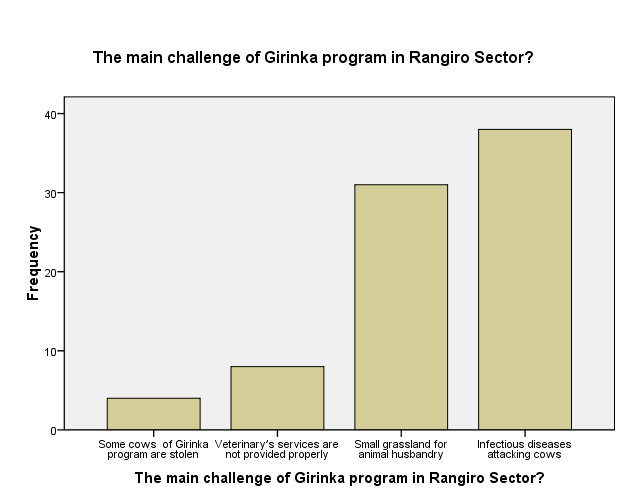 The main challenge of Girinka program in Rangiro Sector?
Frequency
40
30
20
10
0
Some cows of Girinka
program are stolen
Veterinary's services are
not provided properly
Small grassland for
animal husbandry
Infectious diseases
attacking cows
The main challenge of Girinka program in Rangiro Sector?